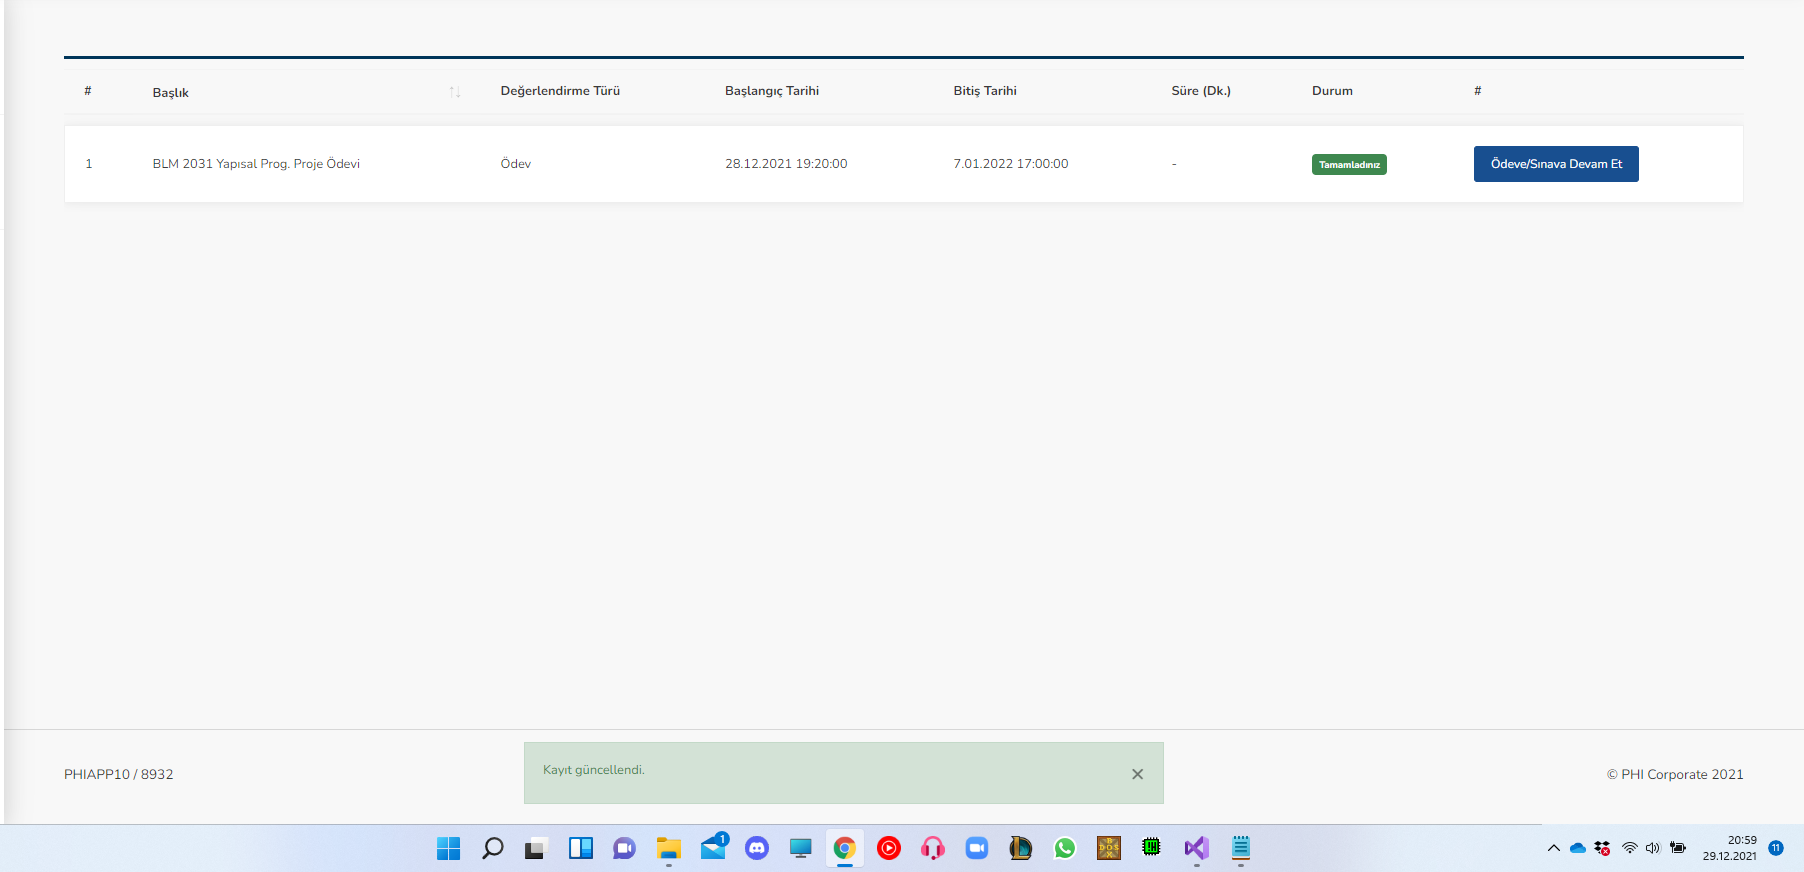 # Başlık Değerlendirme Türü Başlangıç Tarihi Bitiş Tarihi Süre (Dk.) Durum #
1 BLM 2031 Yapısal Prog. Proje Ödevi Ödev 28.12.2021 19:20:00 7.01.2022 17:00:00 - Tamamladınız Ödeve/Sınava Devam Et
Kayıt güncellendi.
PHIAPP10 / 8932 © PHI Corporate 2021
1
BOSX
DOS
20:59
29.12.2021
11